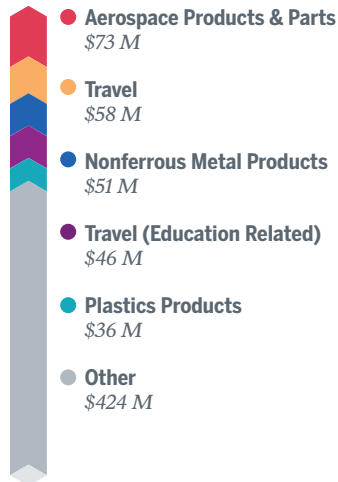 Aerospace Products & Parts
$73 M
Travel
$58 M
Nonferrous Metal Products
$51 M
Travel (Education Related)
$46 M
Plastics Products
$36 M
Other
$424 M